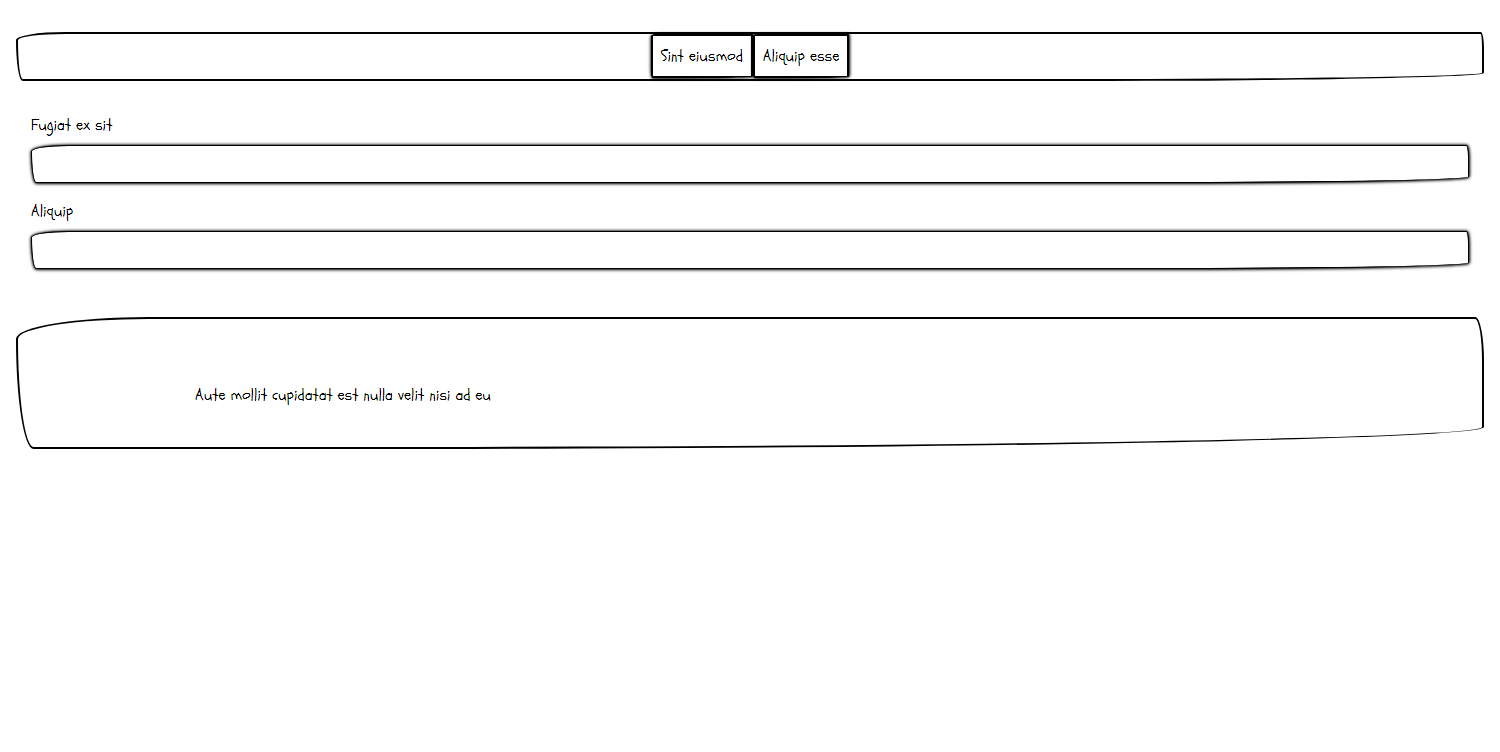 Sint eiusmod Aliquip esse
Fugiat ex sit
Aliquip
Aute mollit cupidatat est nulla velit nisi ad eu